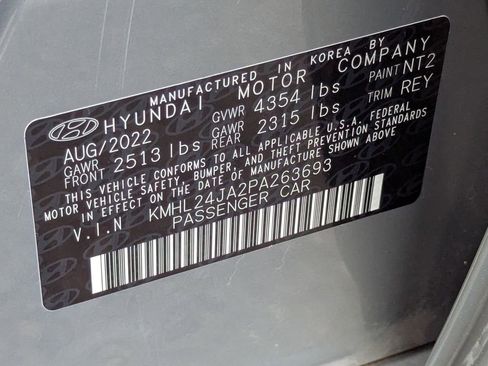 MANUFACTURED IN KOREA BY
HYUNDAI MOTOR COMPANY
AUG/2022 GVWR 4354 lbs PAINT NT2
GAWR FRONT 2513 lbs GAWR REAR 2315 lbs TRIM REY
THIS VEHICLE CONFORMS TO ALL APPLICABLE U.S.A. FEDERAL
MOTOR VEHICLE SAFETY, BUMPER, AND THEFT PREVENTION STANDARDS
IN EFFECT ON THE DATE OF MANUFACTURE SHOWN ABOVE
V.I.N KMHL24JA2PA263693
PASSENGER CAR